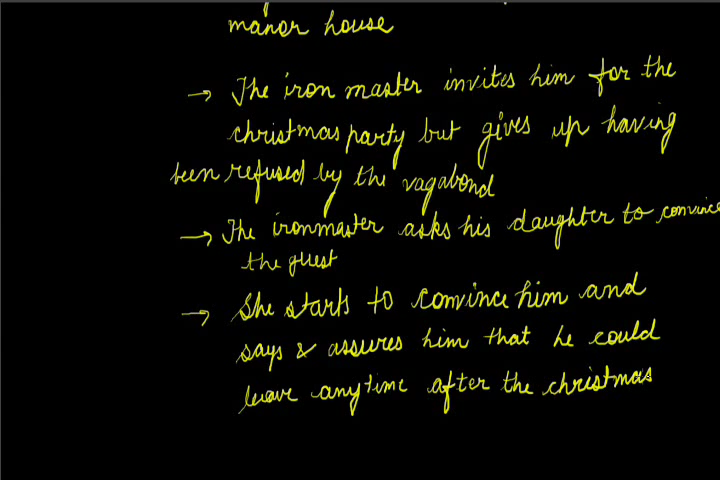 manor house
→ The iron master invites him for the
christmas party but gives up having
been refused by the vagabond
→ The ironmaster asks his daughter to convince
the guest
→ She starts to convince him and
says & assures him that he could
leave anytime after the christmas